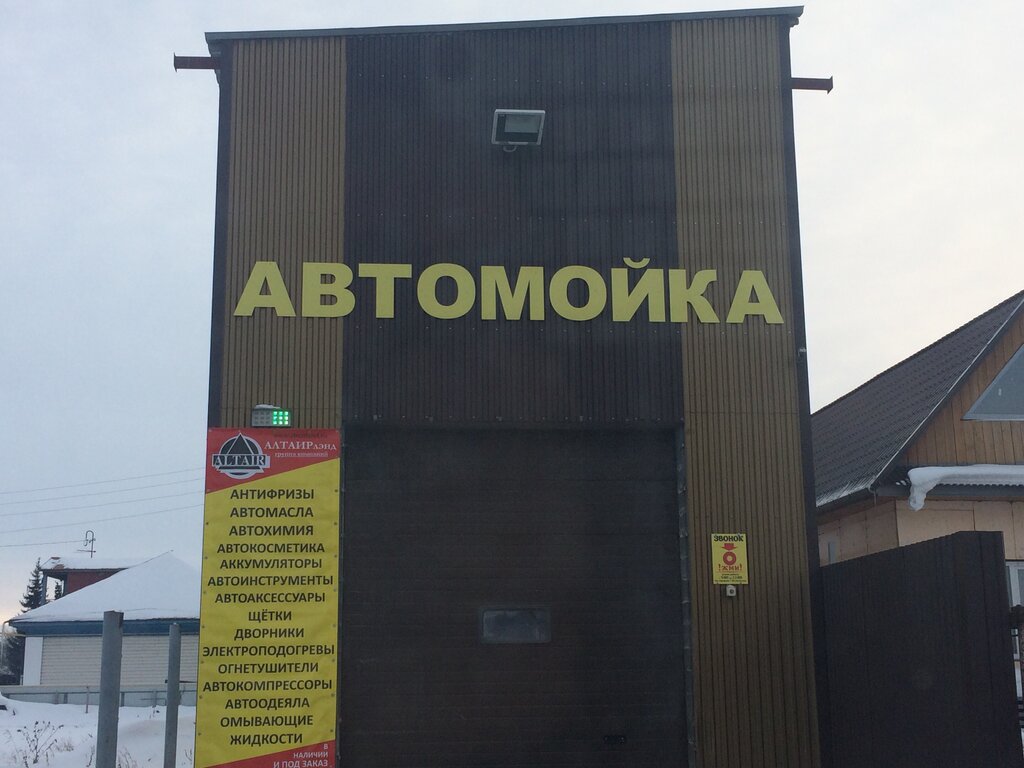 АВТОМОЙКА
АЛТАИРлэнд
группа компаний
ALTAIR
АНТИФРИЗЫ
АВТОМАСЛА
АВТОХИМИЯ
АВТОКОСМЕТИКА
АККУМУЛЯТОРЫ
АВТОИНСТРУМЕНТЫ
АВТОАКСЕССУАРЫ
ЩЁТКИ
ДВОРНИКИ
ЭЛЕКТРОПОДОГРЕВЫ
ОГНЕТУШИТЕЛИ
АВТОКОМПРЕССОРЫ
АВТООДЕЯЛА
ОМЫВАЮЩИЕ
ЖИДКОСТИ
В
НАЛИЧИИ
И ПОД ЗАКАЗ
ЗВОНОК
!ЖМИ!